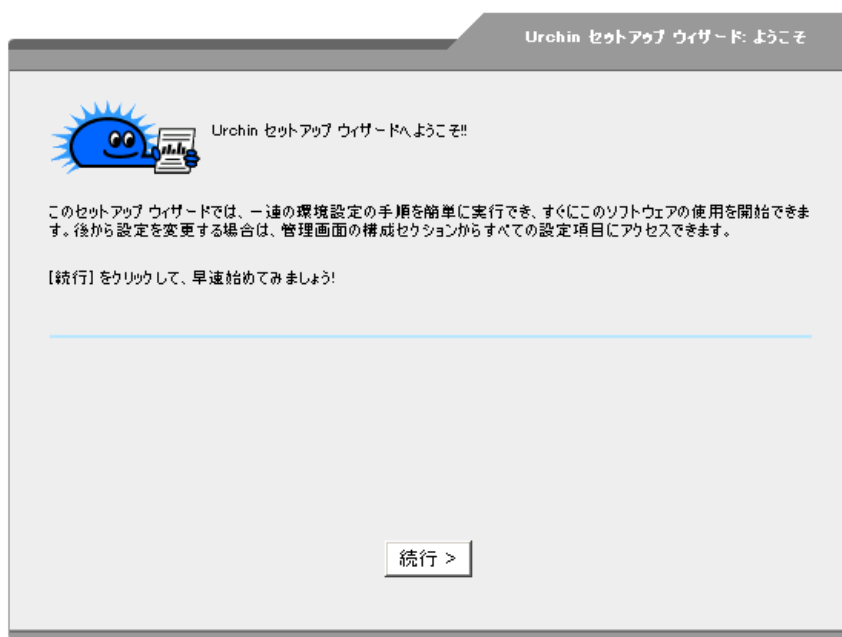 Urchin セットアップ ウィザード: ようこそ
Urchin セットアップ ウィザードへようこそ!!
このセットアップ ウィザードでは、一連の環境設定の手順を簡単に実行でき、すぐにこのソフトウェアの使用を開始できま
す。後から設定を変更する場合は、管理画面の構成セクションからすべての設定項目にアクセスできます。
[続行] をクリックして、早速始めてみましょう!
続行 >